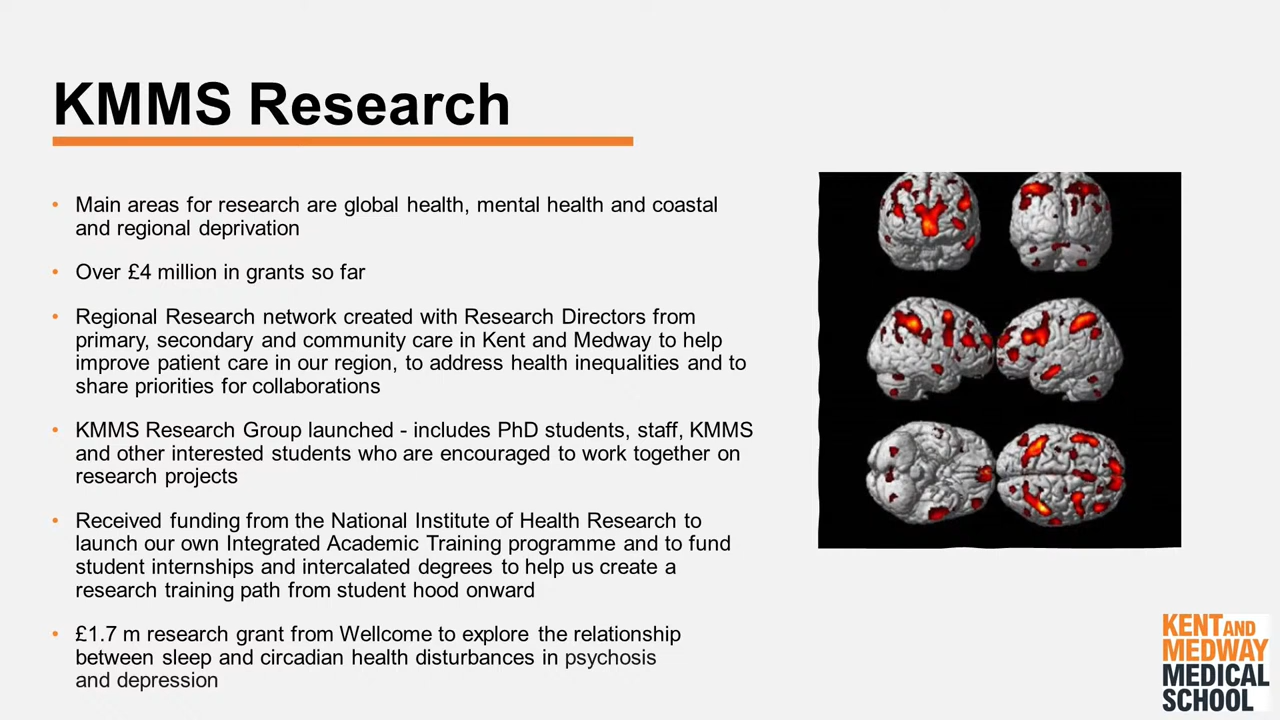 KMMS Research
• Main areas for research are global health, mental health and coastal
and regional deprivation
• Over £4 million in grants so far
• Regional Research network created with Research Directors from
primary, secondary and community care in Kent and Medway to help
improve patient care in our region, to address health inequalities and to
share priorities for collaborations
• KMMS Research Group launched - includes PhD students, staff, KMMS
and other interested students who are encouraged to work together on
research projects
• Received funding from the National Institute of Health Research to
launch our own Integrated Academic Training programme and to fund
student internships and intercalated degrees to help us create a
research training path from student hood onward
• £1.7 m research grant from Wellcome to explore the relationship
between sleep and circadian health disturbances in psychosis
and depression
KENT AND
MEDWAY
MEDICAL
SCHOOL